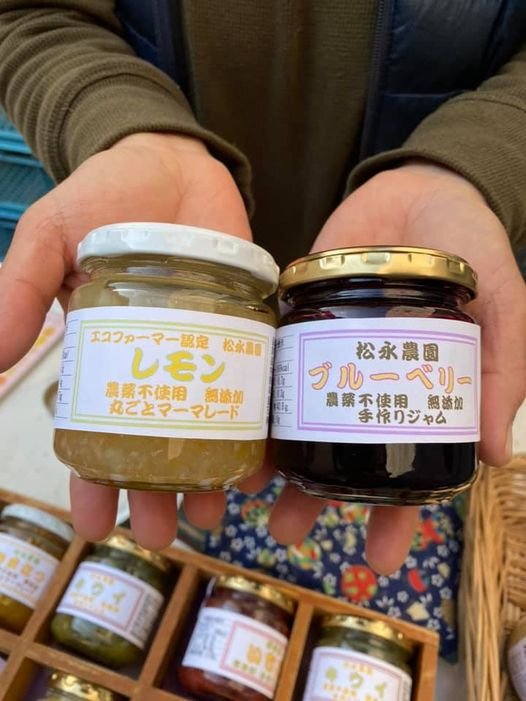 エコファーマー認定 松永農園
レモン
農薬不使用 無添加
丸ごとマーマレード
松永農園
ブルーベリー
農薬不使用 無添加
手作りジャム
キウイ
キウイ